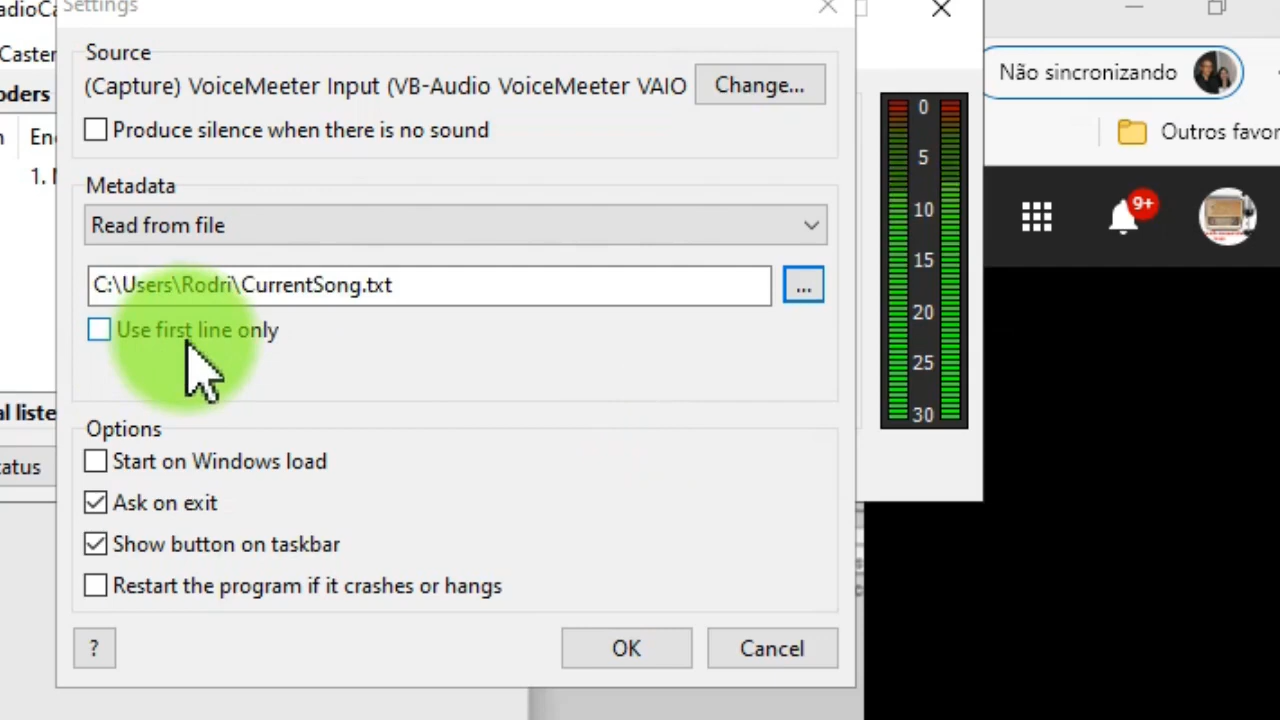 Settings
Source
(Capture) VoiceMeeter Input (VB-Audio VoiceMeeter VAIO
Change...
Produce silence when there is no sound
Metadata
Read from file
C:\Users\Rodri\CurrentSong.txt
...
Use first line only
Options
Start on Windows load
Ask on exit
Show button on taskbar
Restart the program if it crashes or hangs
?
OK
Cancel
adioCa
Caster
oders
n
En
1. M
al liste
tatus
0
5
10
15
20
25
30
Não sincronizando
Outros favor
9+